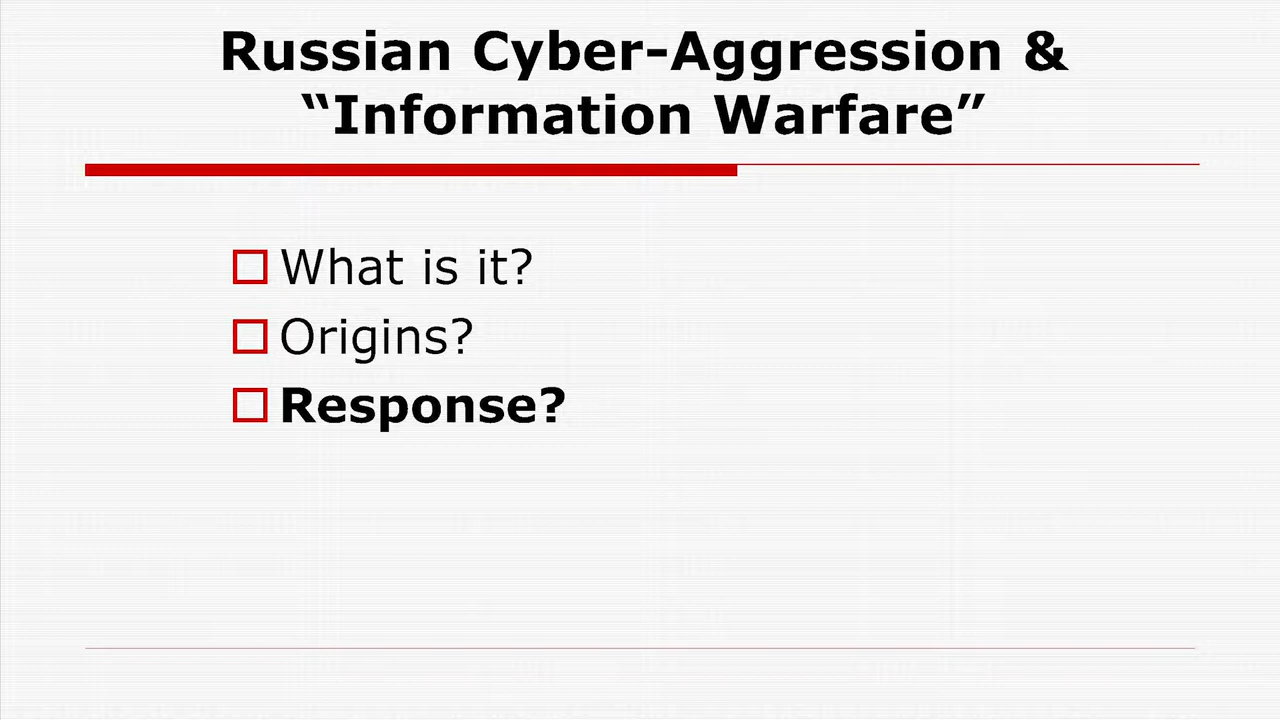 Russian Cyber-Aggression &
“Information Warfare”
What is it?
Origins?
Response?